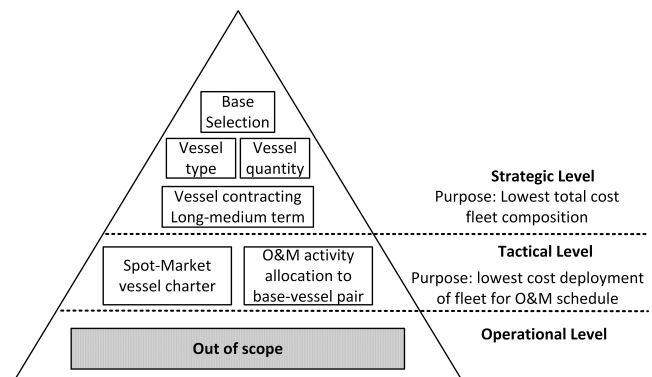 Base
Selection
Vessel
type
Vessel
quantity
Vessel contracting
Long-medium term
Strategic Level
Purpose: Lowest total cost
fleet composition
Spot-Market
vessel charter
O&M activity
allocation to
base-vessel pair
Tactical Level
Purpose: lowest cost deployment
of fleet for O&M schedule
Out of scope
Operational Level